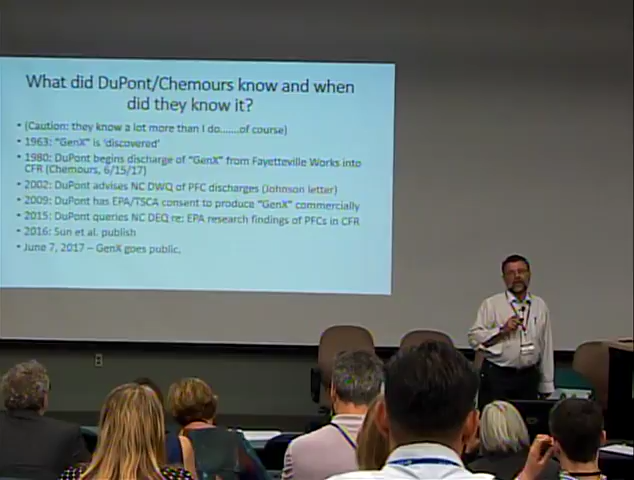 What did DuPont/Chemours know and when
did they know it?
• (Caution: they know a lot more than I do.......of course)
• 1963: "GenX" is 'discovered'
• 1980: DuPont begins discharge of "GenX" from Fayetteville Works into
CFR (Chemours, 6/15/17)
• 2002: DuPont advises NC DWQ of PFC discharges (Johnson letter)
• 2009: DuPont has EPA/TSCA consent to produce "GenX" commercially
• 2015: DuPont queries NC DEQ re: EPA research findings of PFCs in CFR
• 2016: Sun et al. publish
• June 7, 2017 – GenX goes public.